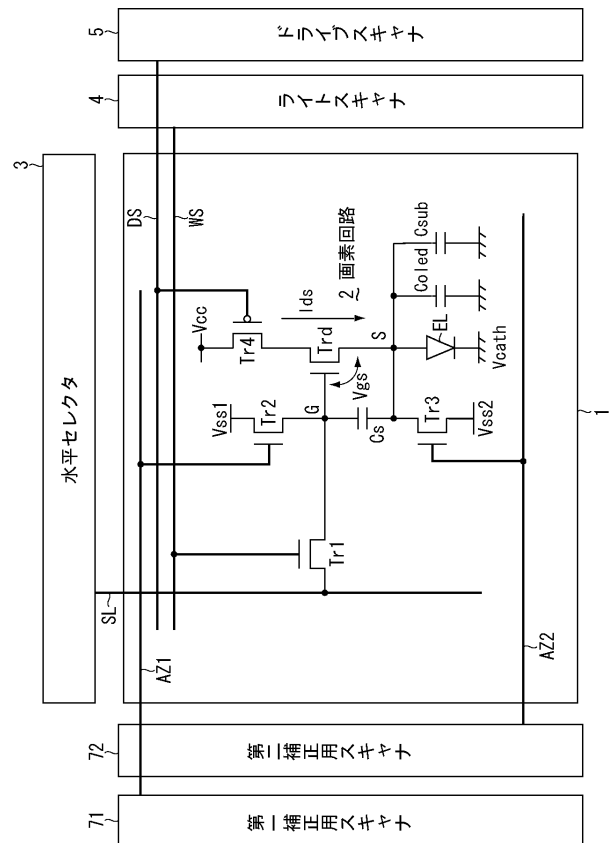 3
水平セレクタ
71
第一補正用スキャナ
72
第二補正用スキャナ
4
ライトスキャナ
5
ドライブスキャナ
SL
AZ1
DS
WS
Vss1
Tr2
Vcc
Tr4
Ids
2 画素回路
Tr1
G
Trd
Vgs
S
Cs
Coled
Csub
EL
Tr3
Vss2
Vcath
AZ2
1